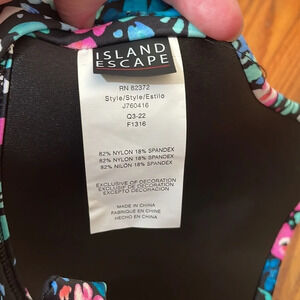 ISLAND
ESCAPE
RN 82372
Style/Style/Estilo
J760416
Q3-22
F1316
82% NYLON 18% SPANDEX
82% NYLON 18% SPANDEX
82% NILON 18% SPANDEX
EXCLUSIVE OF DECORATION
EXCLUSIF DE DECORATION
EXCEPTO DECORACION
MADE IN CHINA
FABRIQUE EN CHINE
HECHO EN CHINA